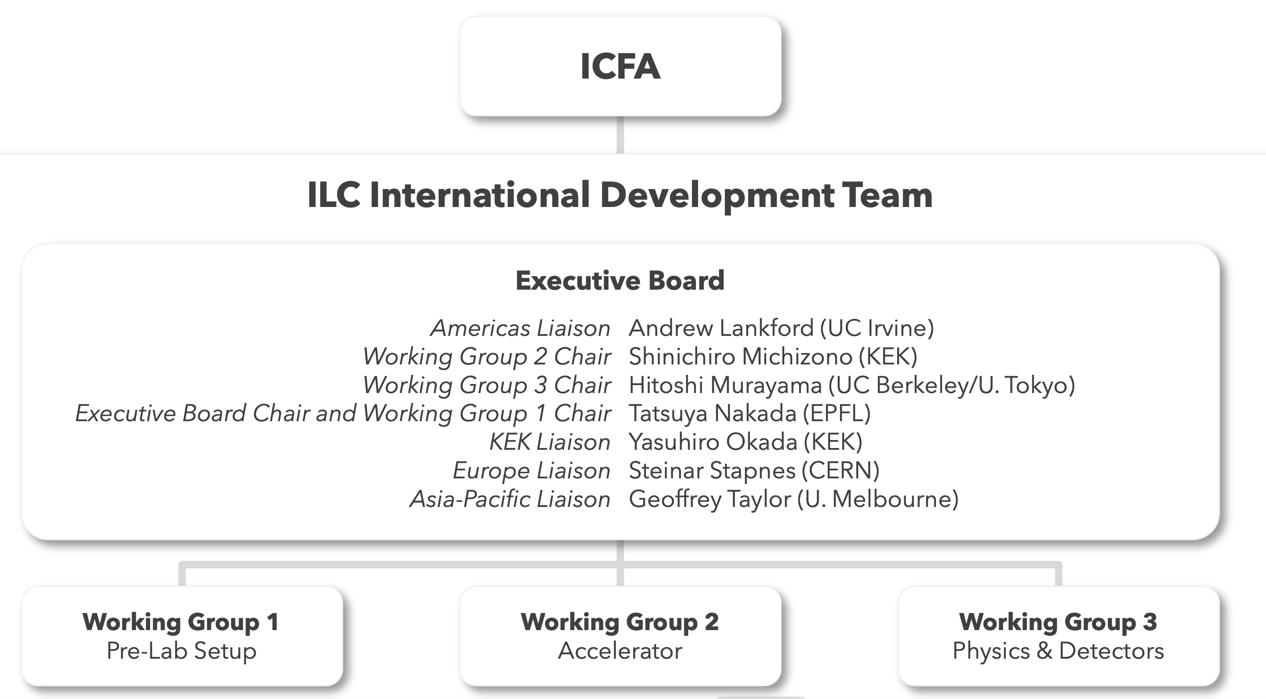 ICFA
ILC International Development Team
Executive Board
Americas Liaison Andrew Lankford (UC Irvine)
Working Group 2 Chair Shinichiro Michizono (KEK)
Working Group 3 Chair Hitoshi Murayama (UC Berkeley/U. Tokyo)
Executive Board Chair and Working Group 1 Chair Tatsuya Nakada (EPFL)
KEK Liaison Yasuhiro Okada (KEK)
Europe Liaison Steinar Stapnes (CERN)
Asia-Pacific Liaison Geoffrey Taylor (U. Melbourne)
Working Group 1
Pre-Lab Setup
Working Group 2
Accelerator
Working Group 3
Physics & Detectors